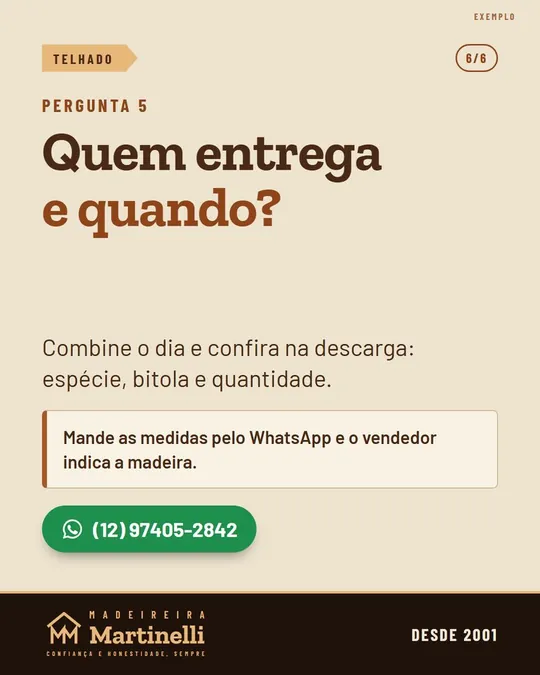 EXEMPLO
TELHADO
6/6
PERGUNTA 5
Quem entrega
e quando?
Combine o dia e confira na descarga:
espécie, bitola e quantidade.
Mande as medidas pelo WhatsApp e o vendedor
indica a madeira.
(12) 97405-2842
MADEIREIRA
Martinelli
CONFIANÇA E HONESTIDADE, SEMPRE
DESDE 2001